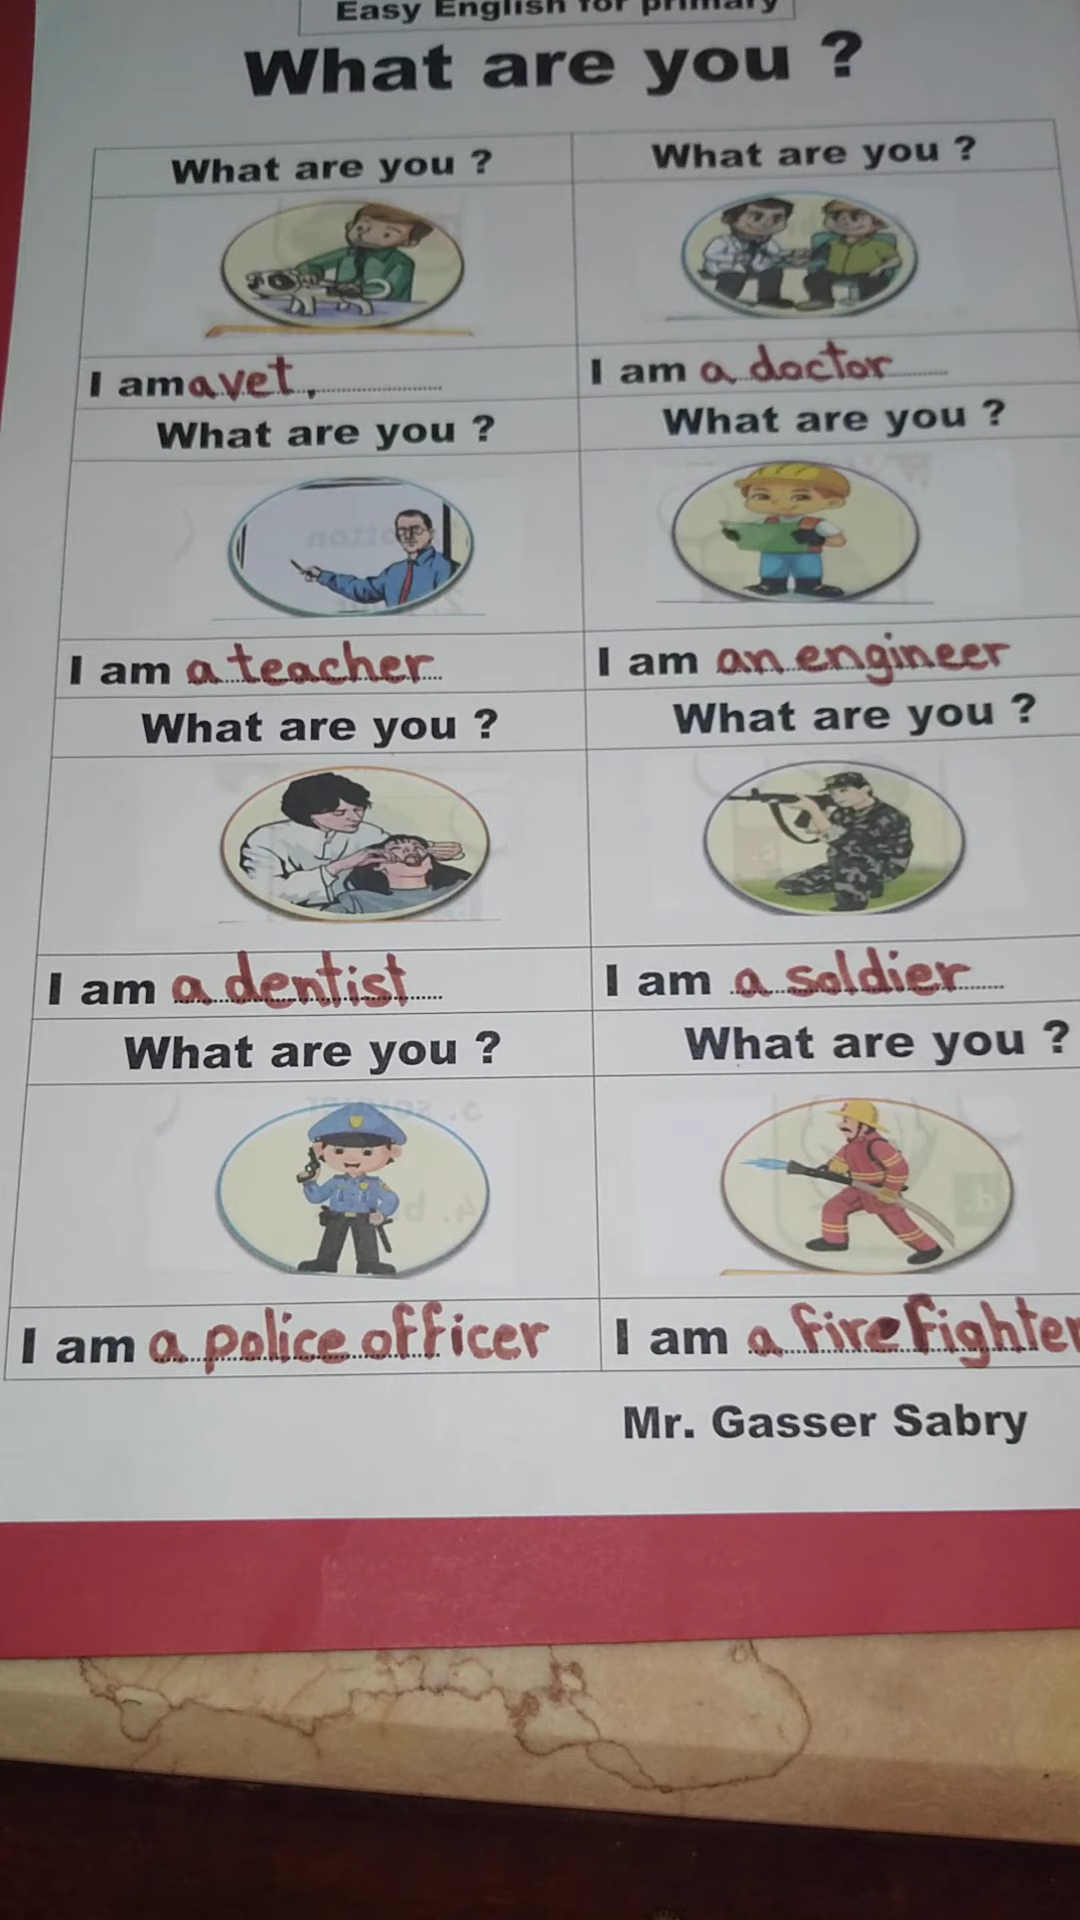 Easy English for primary
What are you ?
What are you ?
What are you ?
I am a vet,
I am a doctor
What are you ?
What are you ?
I am a teacher
I am an engineer
What are you ?
What are you ?
I am a dentist
I am a soldier
What are you ?
What are you ?
I am a police officer
I am a firefighter
Mr. Gasser Sabry